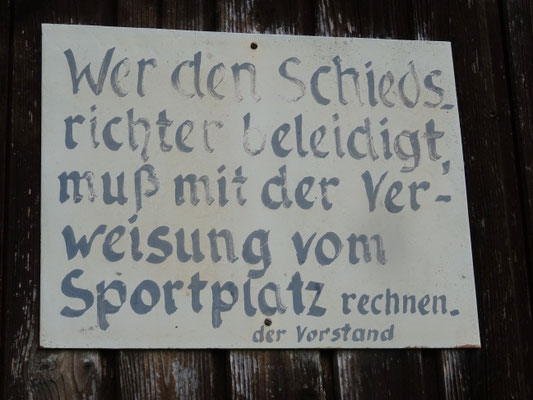 Wer den Schieds-
richter beleidigt,
muß mit der Ver-
weisung vom
Sportplatz rechnen.
der Vorstand